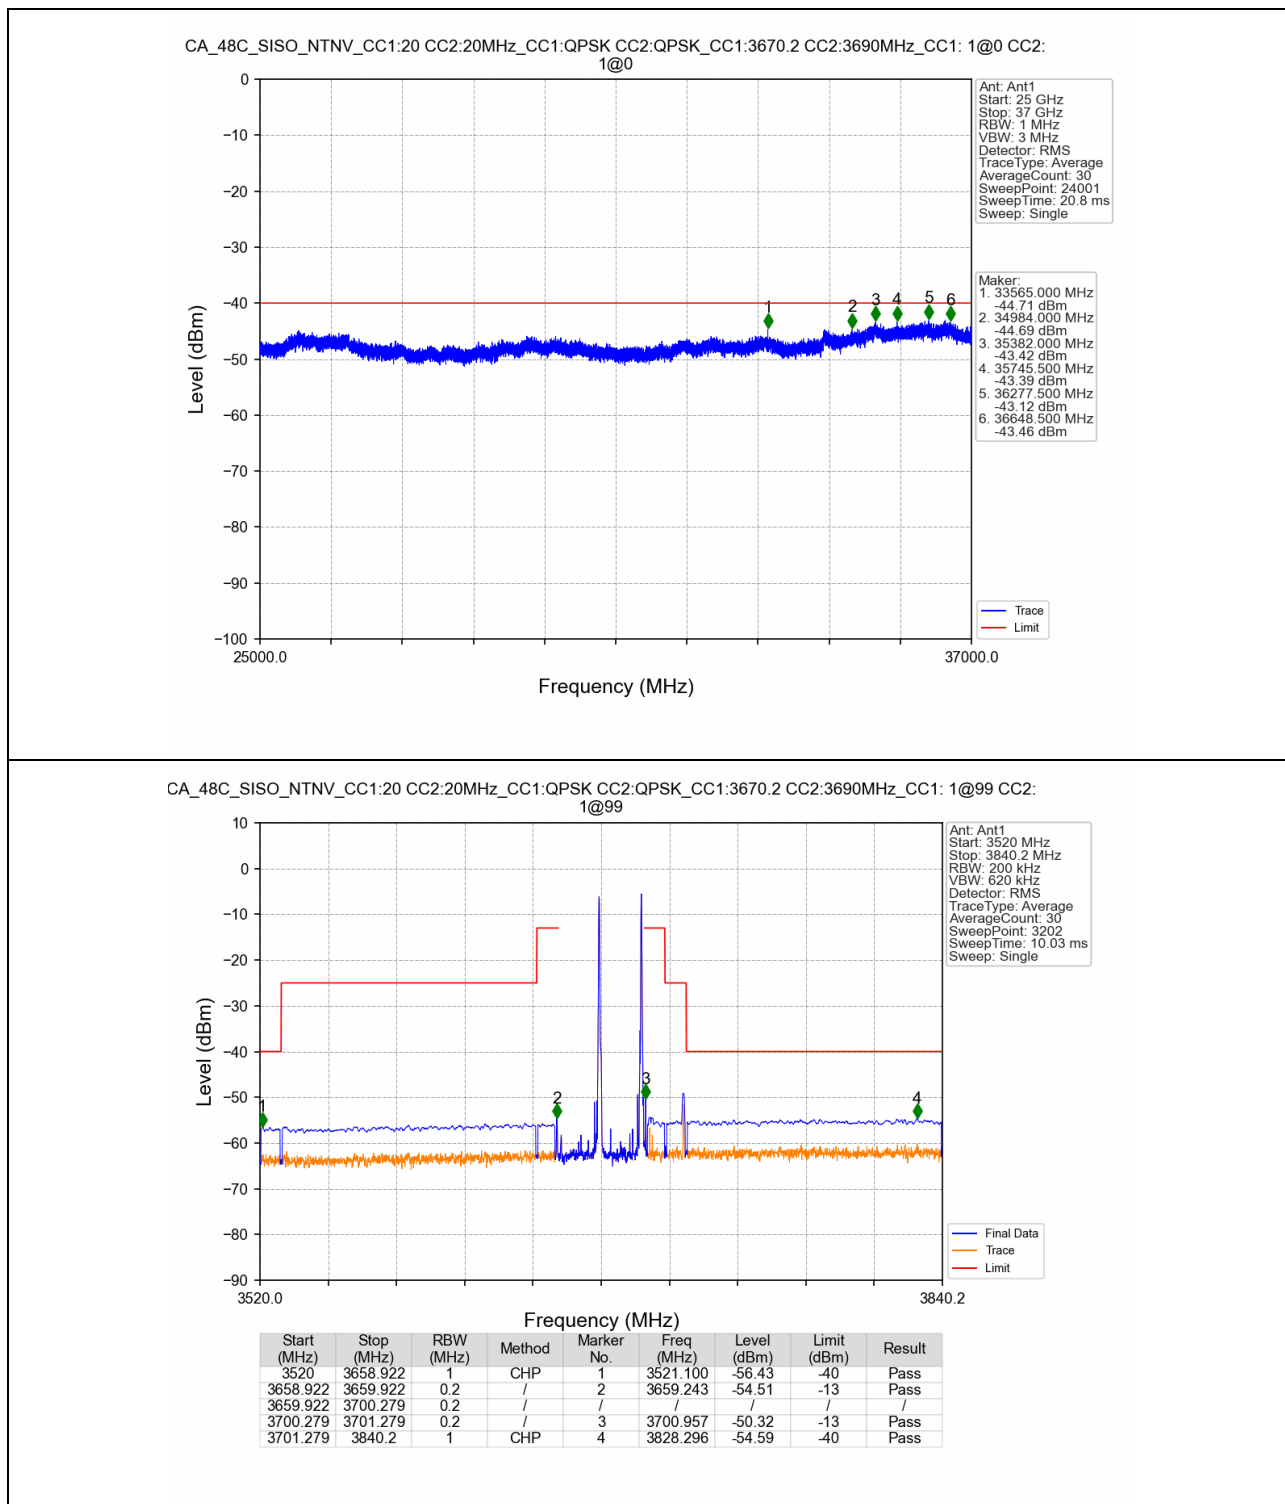 CA_48C_SISO_NTNV_CC1:20 CC2:20MHz_CC1:QPSK CC2:QPSK_CC1:3670.2 CC2:3690MHz_CC1: 1@0 CC2:
1@0
0
−10
−20
−30
−40
−50
−60
−70
−80
−90
−100
Level (dBm)
25000.0
37000.0
Frequency (MHz)
1
2
3
4
5
6
Ant: Ant1
Start: 25 GHz
Stop: 37 GHz
RBW: 1 MHz
VBW: 3 MHz
Detector: RMS
TraceType: Average
AverageCount: 30
SweepPoint: 24001
SweepTime: 20.8 ms
Sweep: Single
Maker:
1. 33565.000 MHz
-44.71 dBm
2. 34984.000 MHz
-44.69 dBm
3. 35382.000 MHz
-43.42 dBm
4. 35745.500 MHz
-43.39 dBm
5. 36277.500 MHz
-43.12 dBm
6. 36648.500 MHz
-43.46 dBm
Trace
Limit
CA_48C_SISO_NTNV_CC1:20 CC2:20MHz_CC1:QPSK CC2:QPSK_CC1:3670.2 CC2:3690MHz_CC1: 1@99 CC2:
1@99
10
0
−10
−20
−30
−40
−50
−60
−70
−80
−90
Level (dBm)
3520.0
3840.2
Frequency (MHz)
1
2
3
4
Ant: Ant1
Start: 3520 MHz
Stop: 3840.2 MHz
RBW: 200 kHz
VBW: 620 kHz
Detector: RMS
TraceType: Average
AverageCount: 30
SweepPoint: 3202
SweepTime: 10.03 ms
Sweep: Single
Final Data
Trace
Limit
Start (MHz) Stop (MHz) RBW (MHz) Method Marker No. Freq (MHz) Level (dBm) Limit (dBm) Result
3520 3658.922 1 CHP 1 3521.100 -56.43 -40 Pass
3658.922 3659.922 0.2 / 2 3659.243 -54.51 -13 Pass
3659.922 3700.279 0.2 / / / / / /
3700.279 3701.279 0.2 / 3 3700.957 -50.32 -13 Pass
3701.279 3840.2 1 CHP 4 3828.296 -54.59 -40 Pass